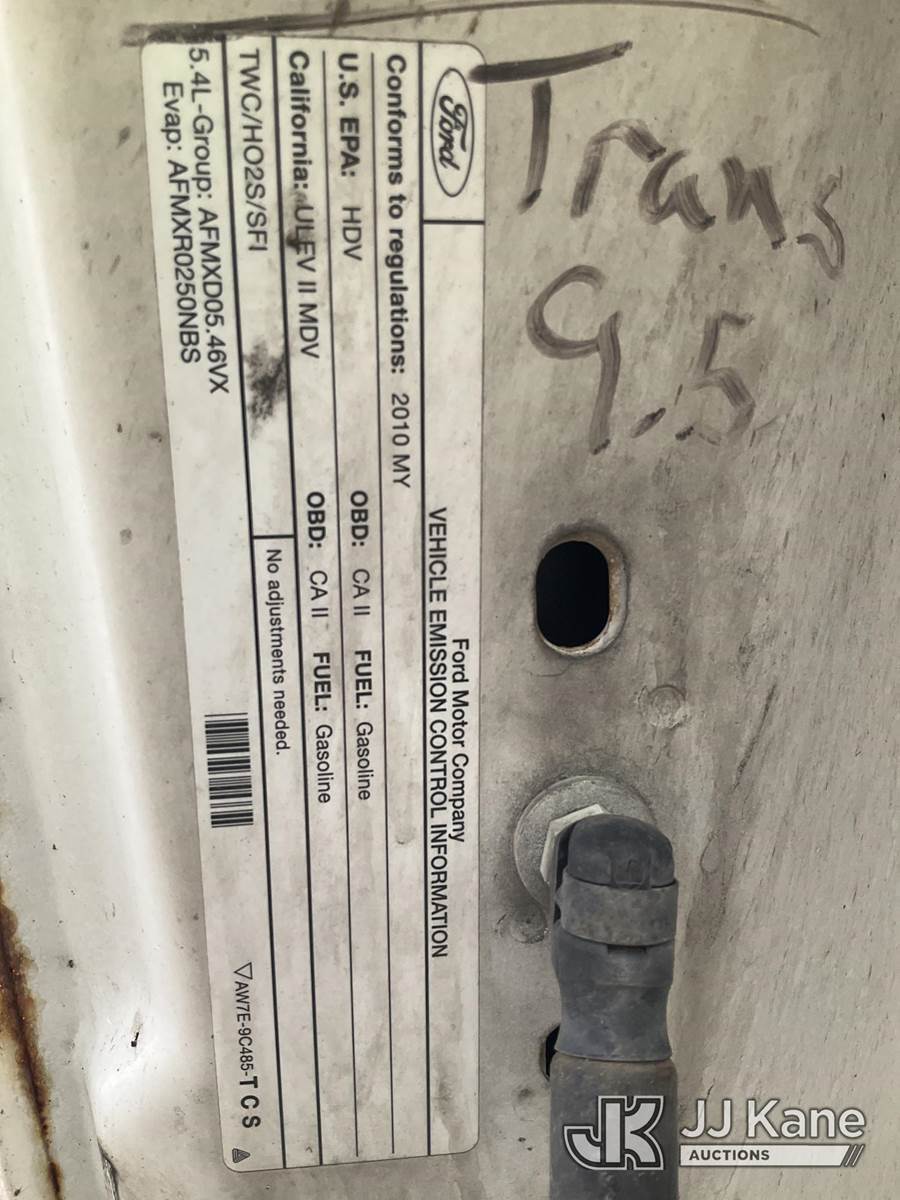 Ford
Ford Motor Company
VEHICLE EMISSION CONTROL INFORMATION
Conforms to regulations: 2010 MY
U.S. EPA: HDV OBD: CA II FUEL: Gasoline
California: ULEV II MDV OBD: CA II FUEL: Gasoline
TWC/HO2S/SFI
No adjustments needed.
5.4L-Group: AFMXD05.46VX
Evap: AFMXR0250NBS
AW7E-9C485-TCS
Trans
9.5
JK JJ Kane
AUCTIONS